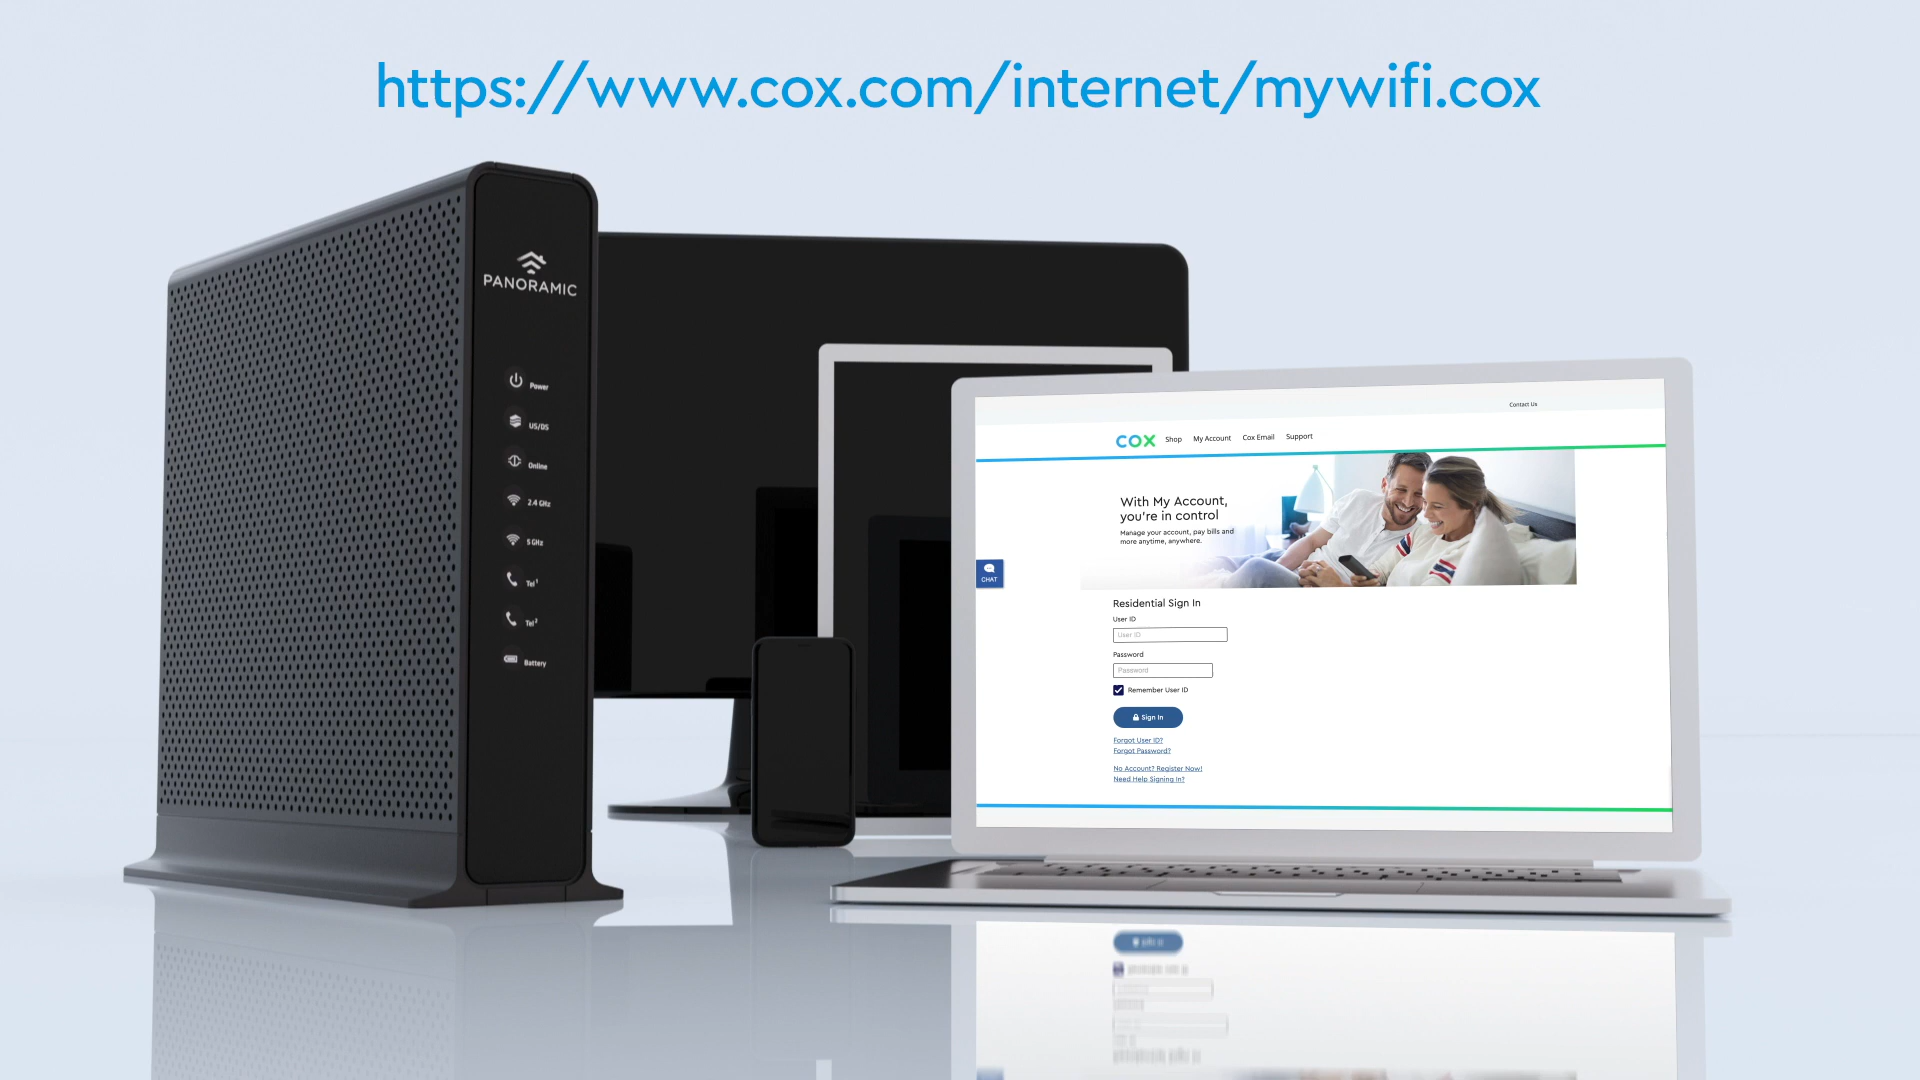 https://www.cox.com/internet/mywifi.cox
PANORAMIC
Power
US/DS
Online
2.4 GHz
5 GHz
Tel¹
Tel²
Battery
Contact Us
COX Shop My Account Cox Email Support
With My Account,
you're in control
Manage your account, pay bills and
more anytime, anywhere.
CHAT
Residential Sign In
User ID
User ID
Password
Password
Remember User ID
Sign In
Forgot User ID?
Forgot Password?
No Account? Register Now!
Need Help Signing In?